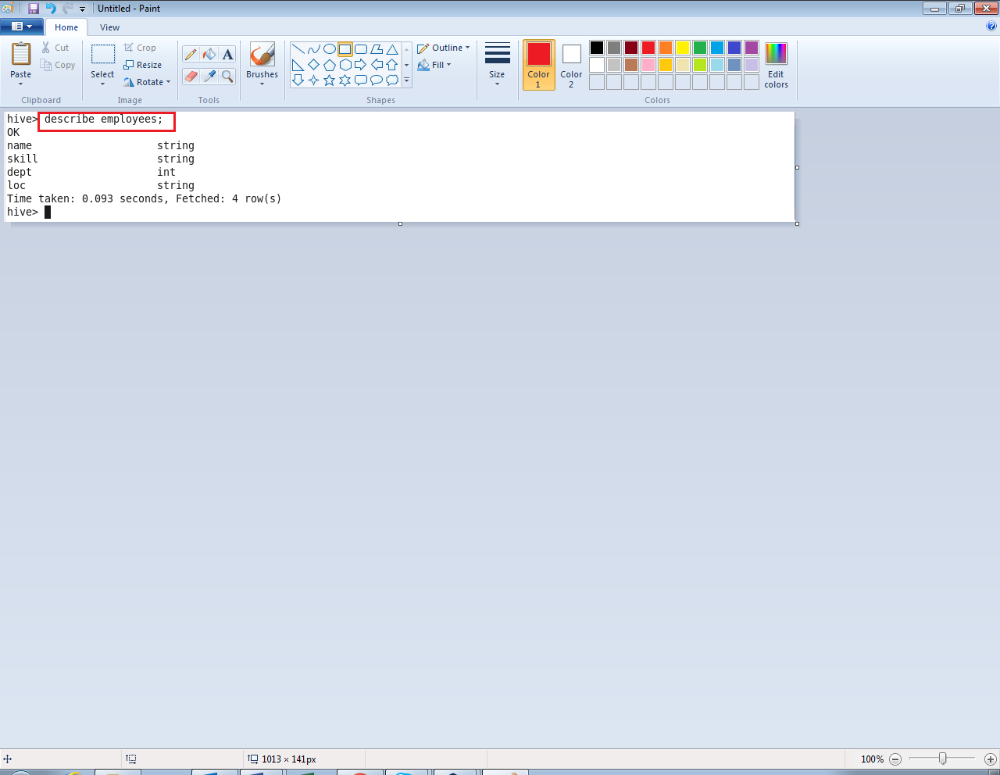 Untitled - Paint
Home View
Paste
Cut
Copy
Clipboard
Select
Crop
Resize
Rotate
Image
A
Tools
Brushes
Shapes
Outline
Fill
Size
Color 1
Color 2
Edit colors
Colors
hive> describe employees;
OK
name string
skill string
dept int
loc string
Time taken: 0.093 seconds, Fetched: 4 row(s)
hive>
1013 × 141px
100%